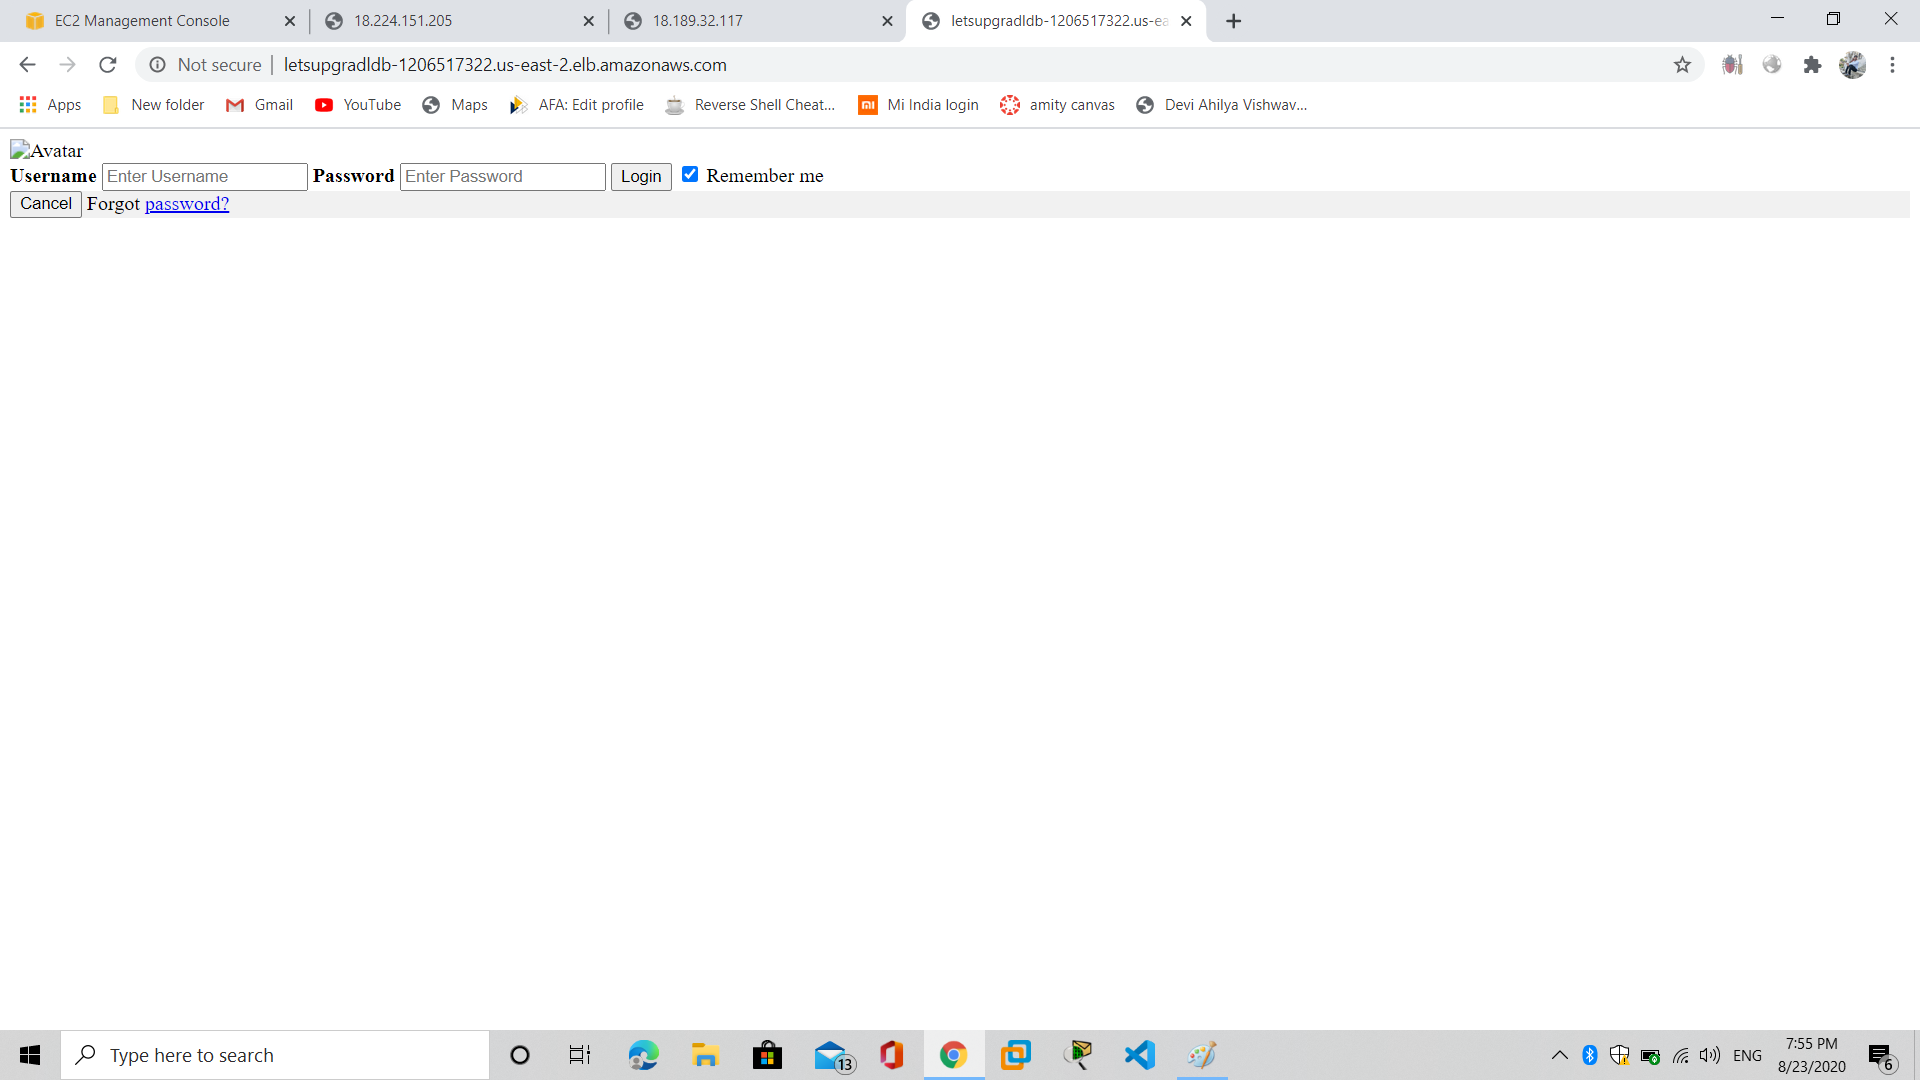 EC2 Management Console
18.224.151.205
18.189.32.117
letsupgradldb-1206517322.us-ea
Not secure
letsupgradldb-1206517322.us-east-2.elb.amazonaws.com
Apps
New folder
Gmail
YouTube
Maps
AFA: Edit profile
Reverse Shell Cheat...
Mi India login
amity canvas
Devi Ahilya Vishwav...
Avatar
Username Enter Username Password Enter Password Login Remember me
Cancel Forgot password?
Type here to search
13
ENG
7:55 PM
8/23/2020
6